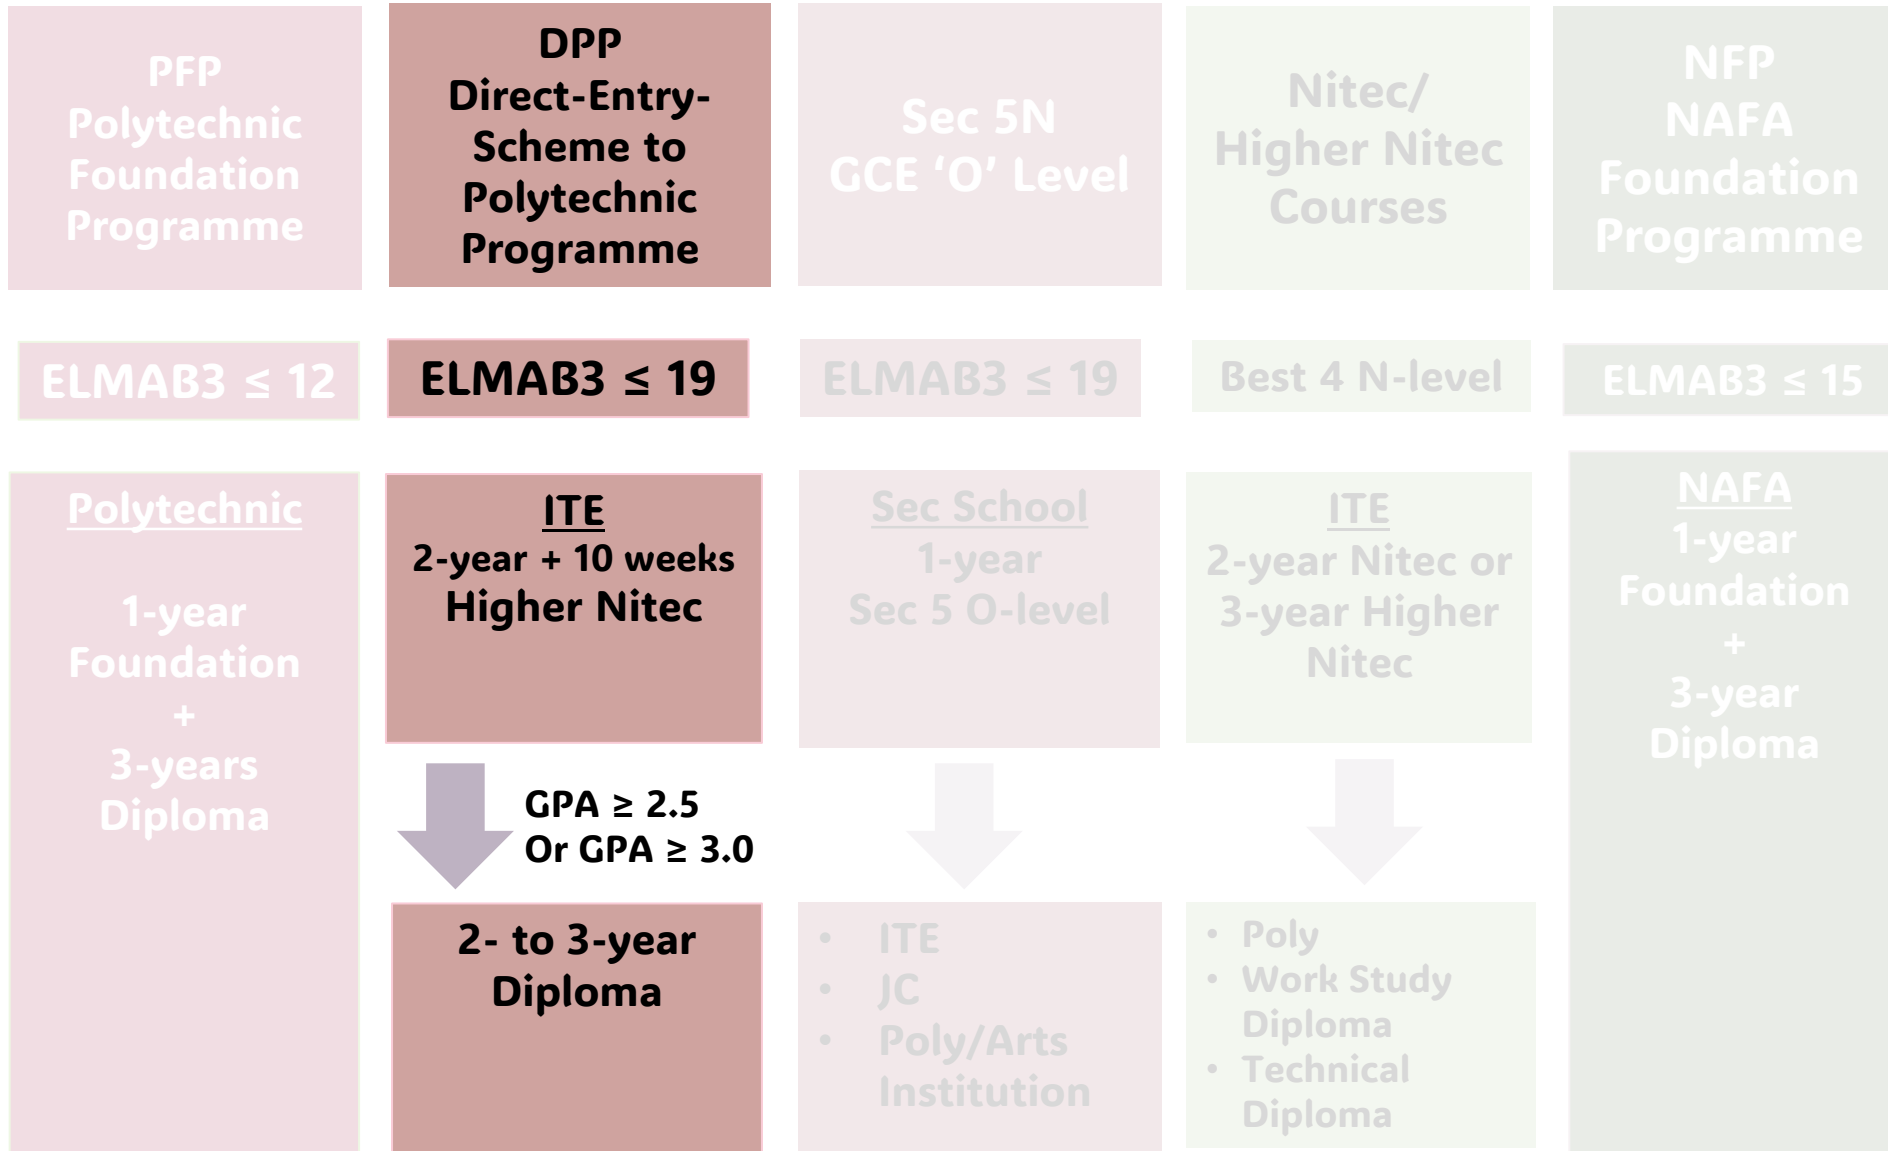 PFP
Polytechnic
Foundation
Programme
DPP
Direct-Entry-
Scheme to
Polytechnic
Programme
Sec 5N
GCE ‘O’ Level
Nitec/
Higher Nitec
Courses
NFP
NAFA
Foundation
Programme
ELMAB3 ≤ 12
ELMAB3 ≤ 19
ELMAB3 ≤ 19
Best 4 N-level
ELMAB3 ≤ 15
Polytechnic
1-year
Foundation
+
3-years
Diploma
ITE
2-year + 10 weeks
Higher Nitec
GPA ≥ 2.5
Or GPA ≥ 3.0
2- to 3-year
Diploma
Sec School
1-year
Sec 5 O-level
• ITE
• JC
• Poly/Arts
Institution
ITE
2-year Nitec or
3-year Higher
Nitec
• Poly
• Work Study
Diploma
• Technical
Diploma
NAFA
1-year
Foundation
+
3-year
Diploma